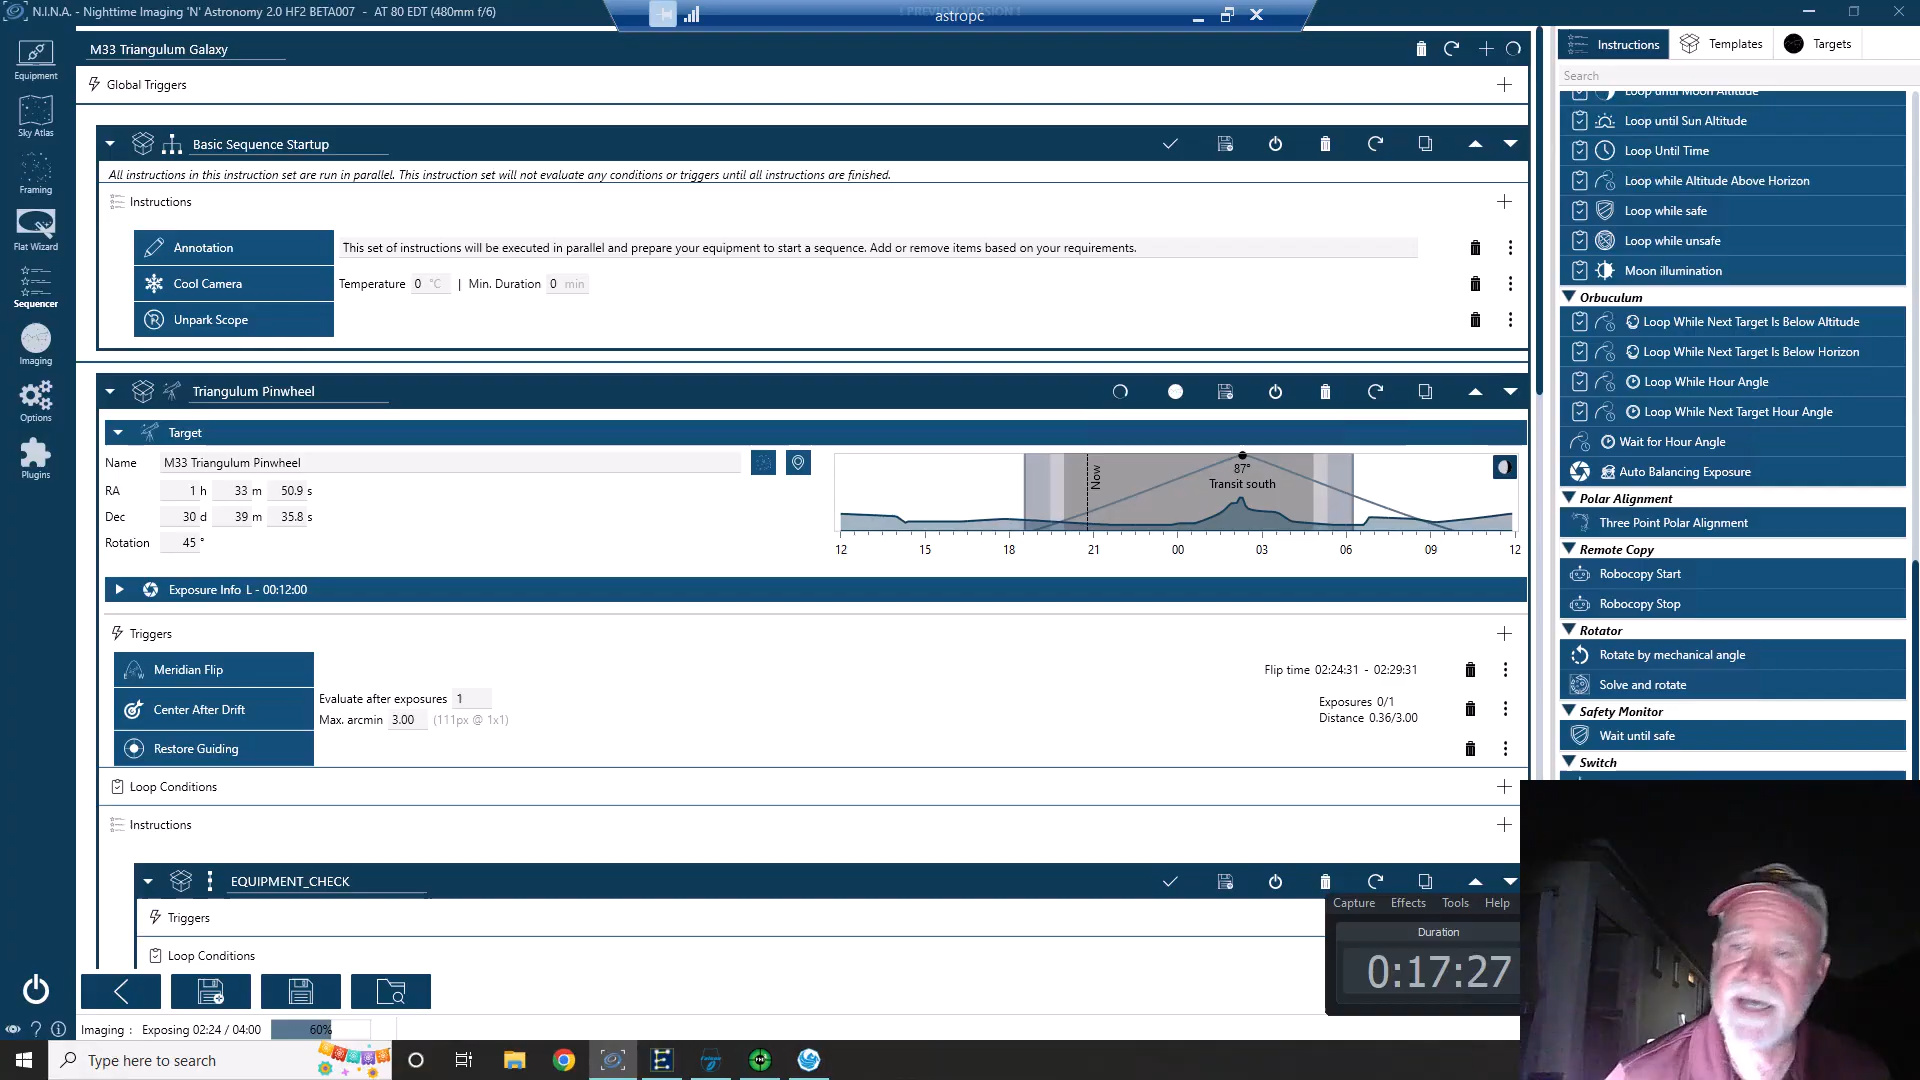 N.I.N.A. - Nighttime Imaging 'N' Astronomy 2.0 HF2 BETA007 - AT 80 EDT (480mm f/6)
astropc
Instructions
Templates
Targets
Search
M33 Triangulum Galaxy
Global Triggers
Basic Sequence Startup
All instructions in this instruction set are run in parallel. This instruction set will not evaluate any conditions or triggers until all instructions are finished.
Instructions
Annotation
This set of instructions will be executed in parallel and prepare your equipment to start a sequence. Add or remove items based on your requirements.
Cool Camera
Temperature 0 °C | Min. Duration 0 min
Unpark Scope
Triangulum Pinwheel
Target
Name M33 Triangulum Pinwheel
RA 1 h 33 m 50.9 s
Dec 30 d 39 m 35.8 s
Rotation 45 °
Now
87°
Transit south
12 15 18 21 00 03 06 09 12
Exposure Info L - 00:12:00
Triggers
Meridian Flip
Flip time 02:24:31 - 02:29:31
Center After Drift
Evaluate after exposures 1
Max. arcmin 3.00 (111px @ 1x1)
Exposures 0/1
Distance 0.36/3.00
Restore Guiding
Loop Conditions
Instructions
EQUIPMENT_CHECK
Triggers
Loop Conditions
Imaging : Exposing 02:24 / 04:00 60%
Equipment
Sky Atlas
Framing
Flat Wizard
Sequencer
Imaging
Options
Plugins
Loop until Moon Altitude
Loop until Sun Altitude
Loop Until Time
Loop while Altitude Above Horizon
Loop while safe
Loop while unsafe
Moon illumination
Orbuculum
Loop While Next Target Is Below Altitude
Loop While Next Target Is Below Horizon
Loop While Hour Angle
Loop While Next Target Hour Angle
Wait for Hour Angle
Auto Balancing Exposure
Polar Alignment
Three Point Polar Alignment
Remote Copy
Robocopy Start
Robocopy Stop
Rotator
Rotate by mechanical angle
Solve and rotate
Safety Monitor
Wait until safe
Switch
Capture Effects Tools Help
Duration
0:17:27
Type here to search